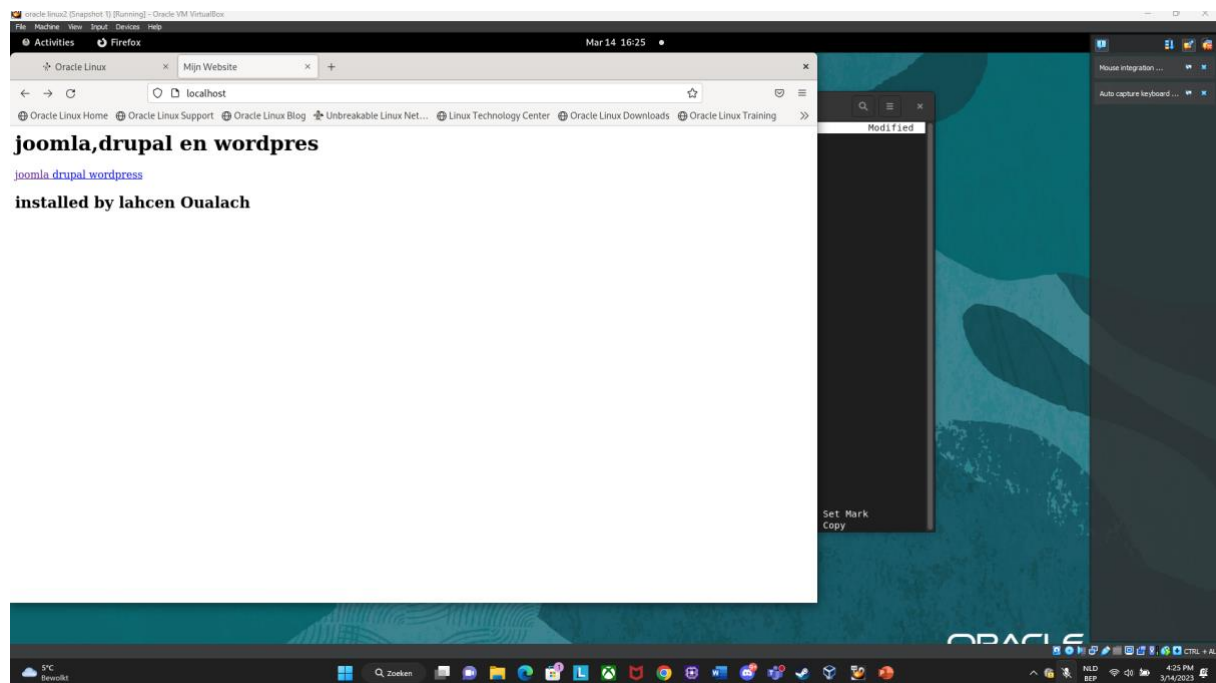 oracle linux2 (Snapshot 1) [Running] - Oracle VM VirtualBox
File Machine View Input Devices Help
Activities Firefox Mar 14 16:25
Oracle Linux Mijn Website
localhost
Oracle Linux Home Oracle Linux Support Oracle Linux Blog Unbreakable Linux Net... Linux Technology Center Oracle Linux Downloads Oracle Linux Training
joomla,drupal en wordpres
joomla drupal wordpress
installed by lahcen Oualach
Modified
Set Mark
Copy
Mouse integration ...
Auto capture keyboard ...
ORACLE
CTRL + AL
5°C
Bewolkt
Zoeken
NLD
BEP
4:25 PM
3/14/2023